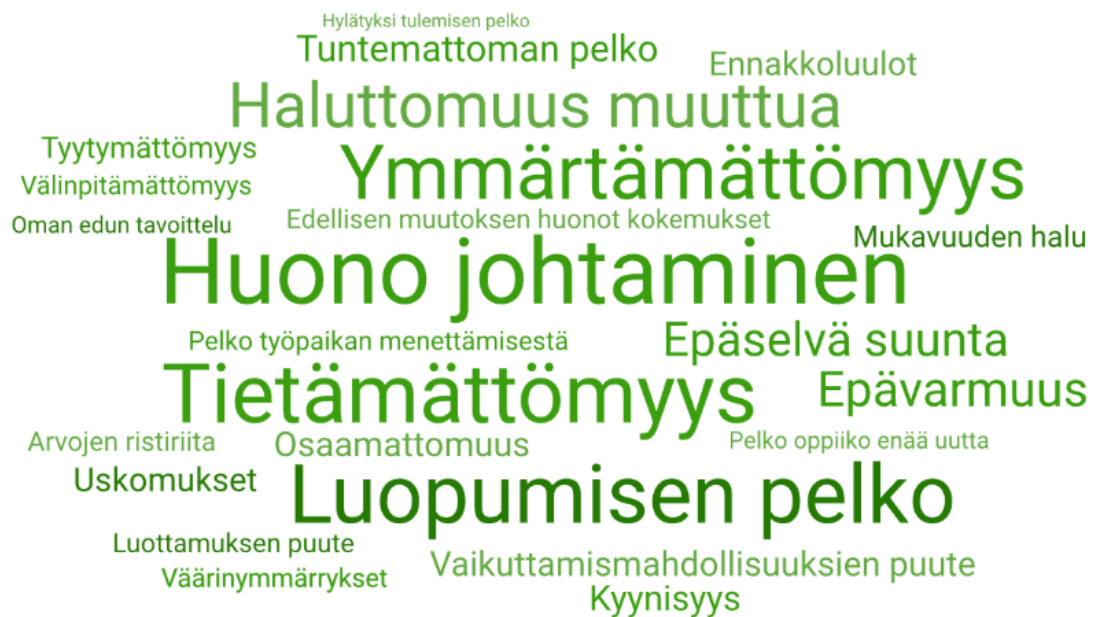 Hylätyksi tulemisen pelko
Tuntemattoman pelko
Ennakkoluulot
Haluttomuus muuttua
Tyytymättömyys
Ymmärtämättömyys
Välinpitämättömyys
Oman edun tavoittelu
Edellisen muutoksen huonot kokemukset
Mukavuuden halu
Huono johtaminen
Pelko työpaikan menettämisestä
Epäselvä suunta
Tietämättömyys
Epävarmuus
Arvojen ristiriita
Osaamattomuus
Pelko oppiiko enää uutta
Uskomukset
Luopumisen pelko
Luottamuksen puute
Vaikuttamismahdollisuuksien puute
Väärinymmärrykset
Kyynisyys